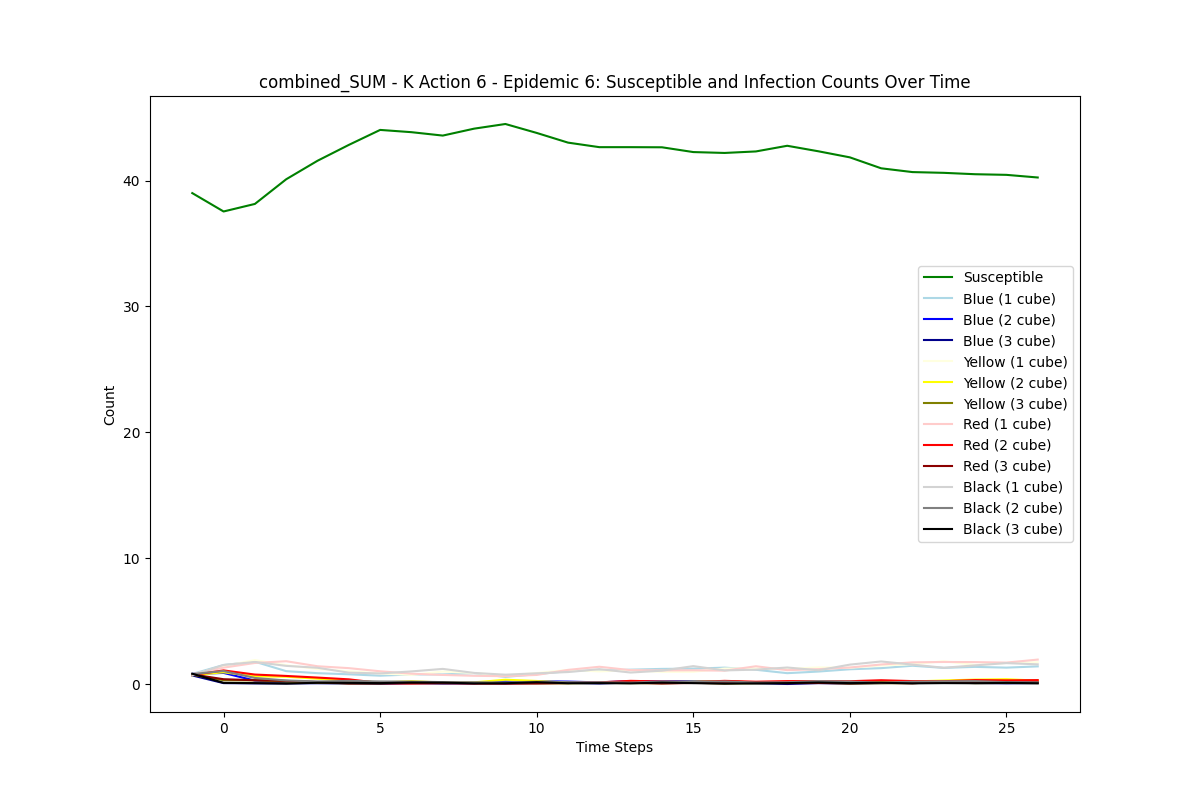 combined_SUM - K Action 6 - Epidemic 6: Susceptible and Infection Counts Over Time
40
30
20
10
0
Count
Susceptible
Blue (1 cube)
Blue (2 cube)
Blue (3 cube)
Yellow (1 cube)
Yellow (2 cube)
Yellow (3 cube)
Red (1 cube)
Red (2 cube)
Red (3 cube)
Black (1 cube)
Black (2 cube)
Black (3 cube)
0 5 10 15 20 25
Time Steps